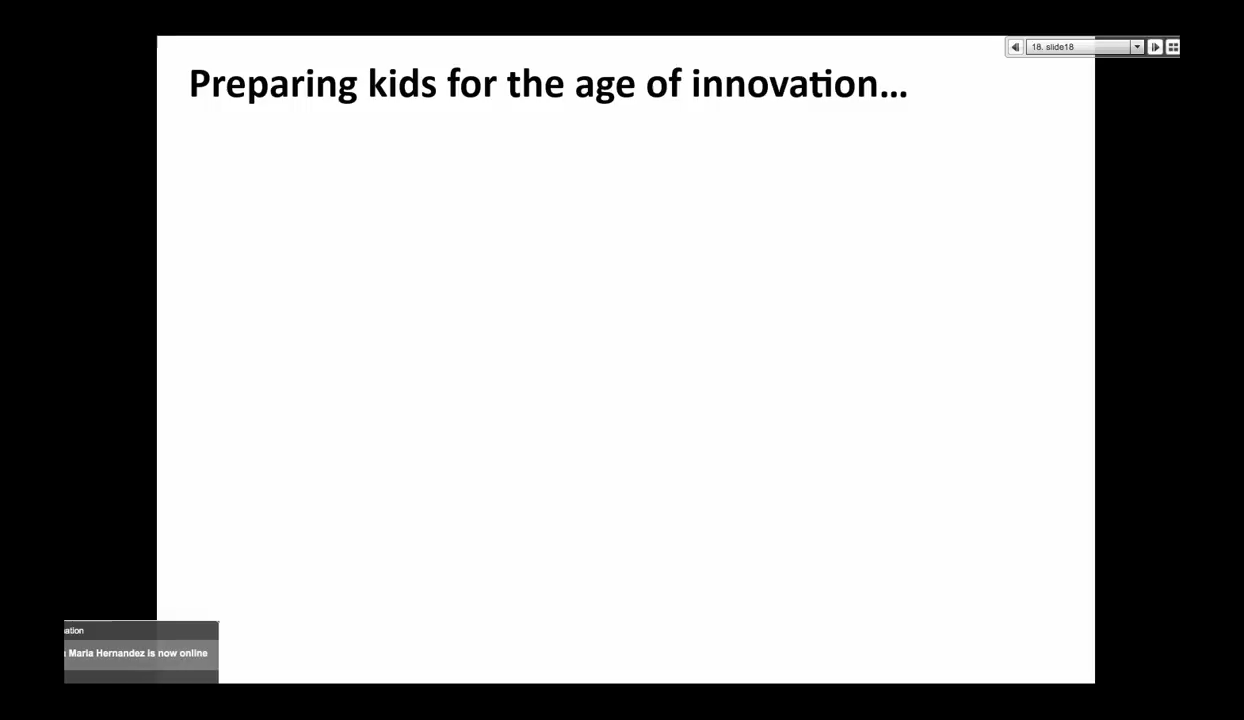 18. slide18
Preparing kids for the age of innovation...
Maria Hernandez is now online